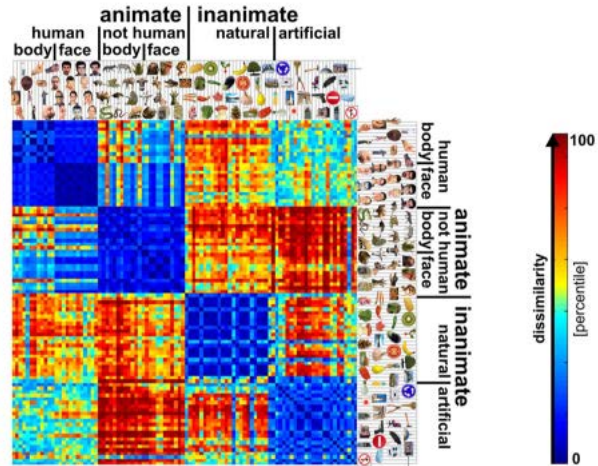 animate inanimate
human not human natural artificial
body face body face
human
body face
animate
not human
body face
inanimate
natural artificial
100
dissimilarity
[percentile]
0